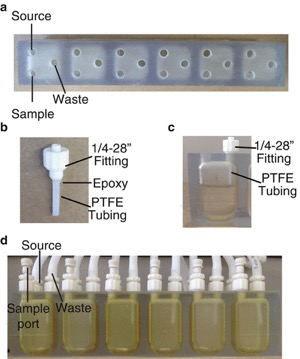 a
Source
Waste
Sample
b
1/4-28”
Fitting
Epoxy
PTFE
Tubing
c
1/4-28”
Fitting
PTFE
Tubing
d
Source
Sample
port
Waste